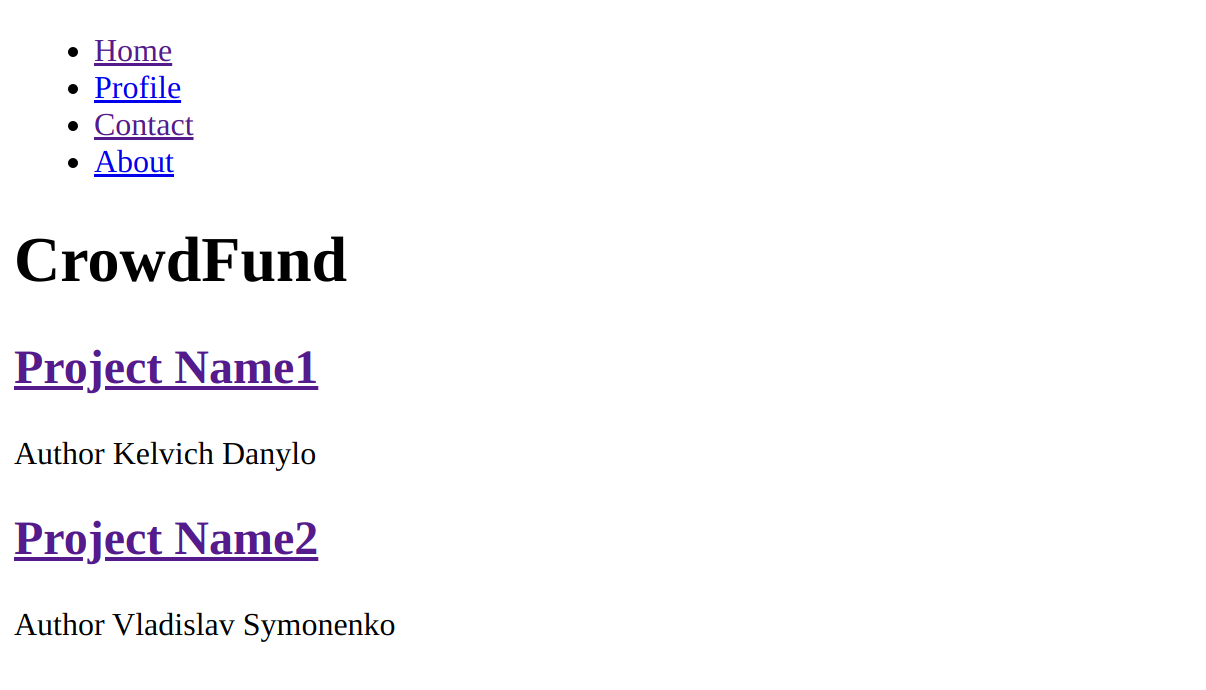 Home
Profile
Contact
About
CrowdFund
Project Name1
Author Kelvich Danylo
Project Name2
Author Vladislav Symonenko